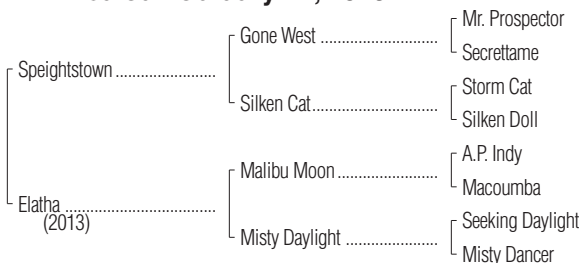 Mr. Prospector
Gone West
Secrettame
Speightstown
Storm Cat
Silken Cat
Silken Doll
A.P. Indy
Malibu Moon
Macoumba
Elatha
(2013)
Seeking Daylight
Misty Daylight
Misty Dancer